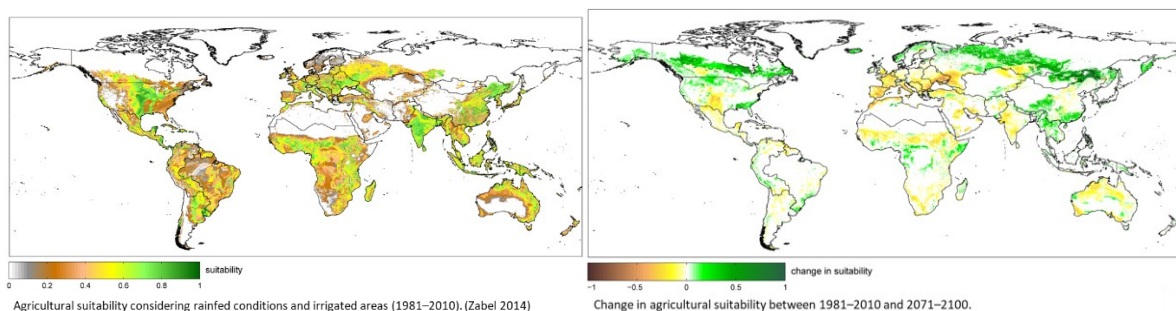 suitability
0 0.2 0.4 0.6 0.8 1
Agricultural suitability considering rainfed conditions and irrigated areas (1981–2010). (Zabel 2014)
change in suitability
−1 −0.5 0 0.5 1
Change in agricultural suitability between 1981–2010 and 2071–2100.